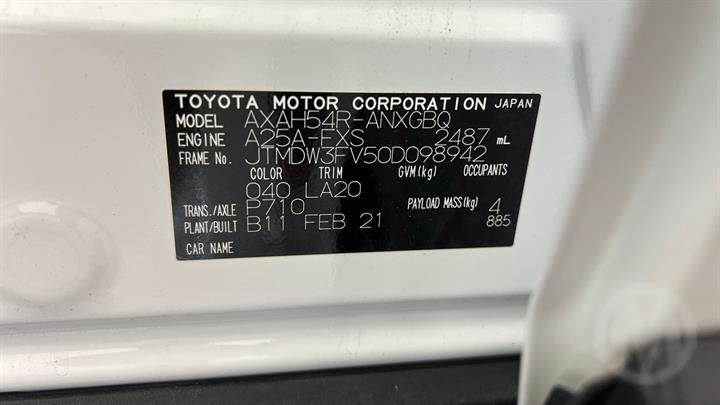 TOYOTA MOTOR CORPORATION JAPAN
MODEL AXAH54R-ANXGBQ
ENGINE A25A-FXS 2487 mL
FRAME No. JTMDW3FV50D098942
COLOR TRIM GVM(kg) OCCUPANTS
040 LA20
TRANS./AXLE P710 PAYLOAD MASS(kg) 4
PLANT/BUILT B11 FEB 21 885
CAR NAME